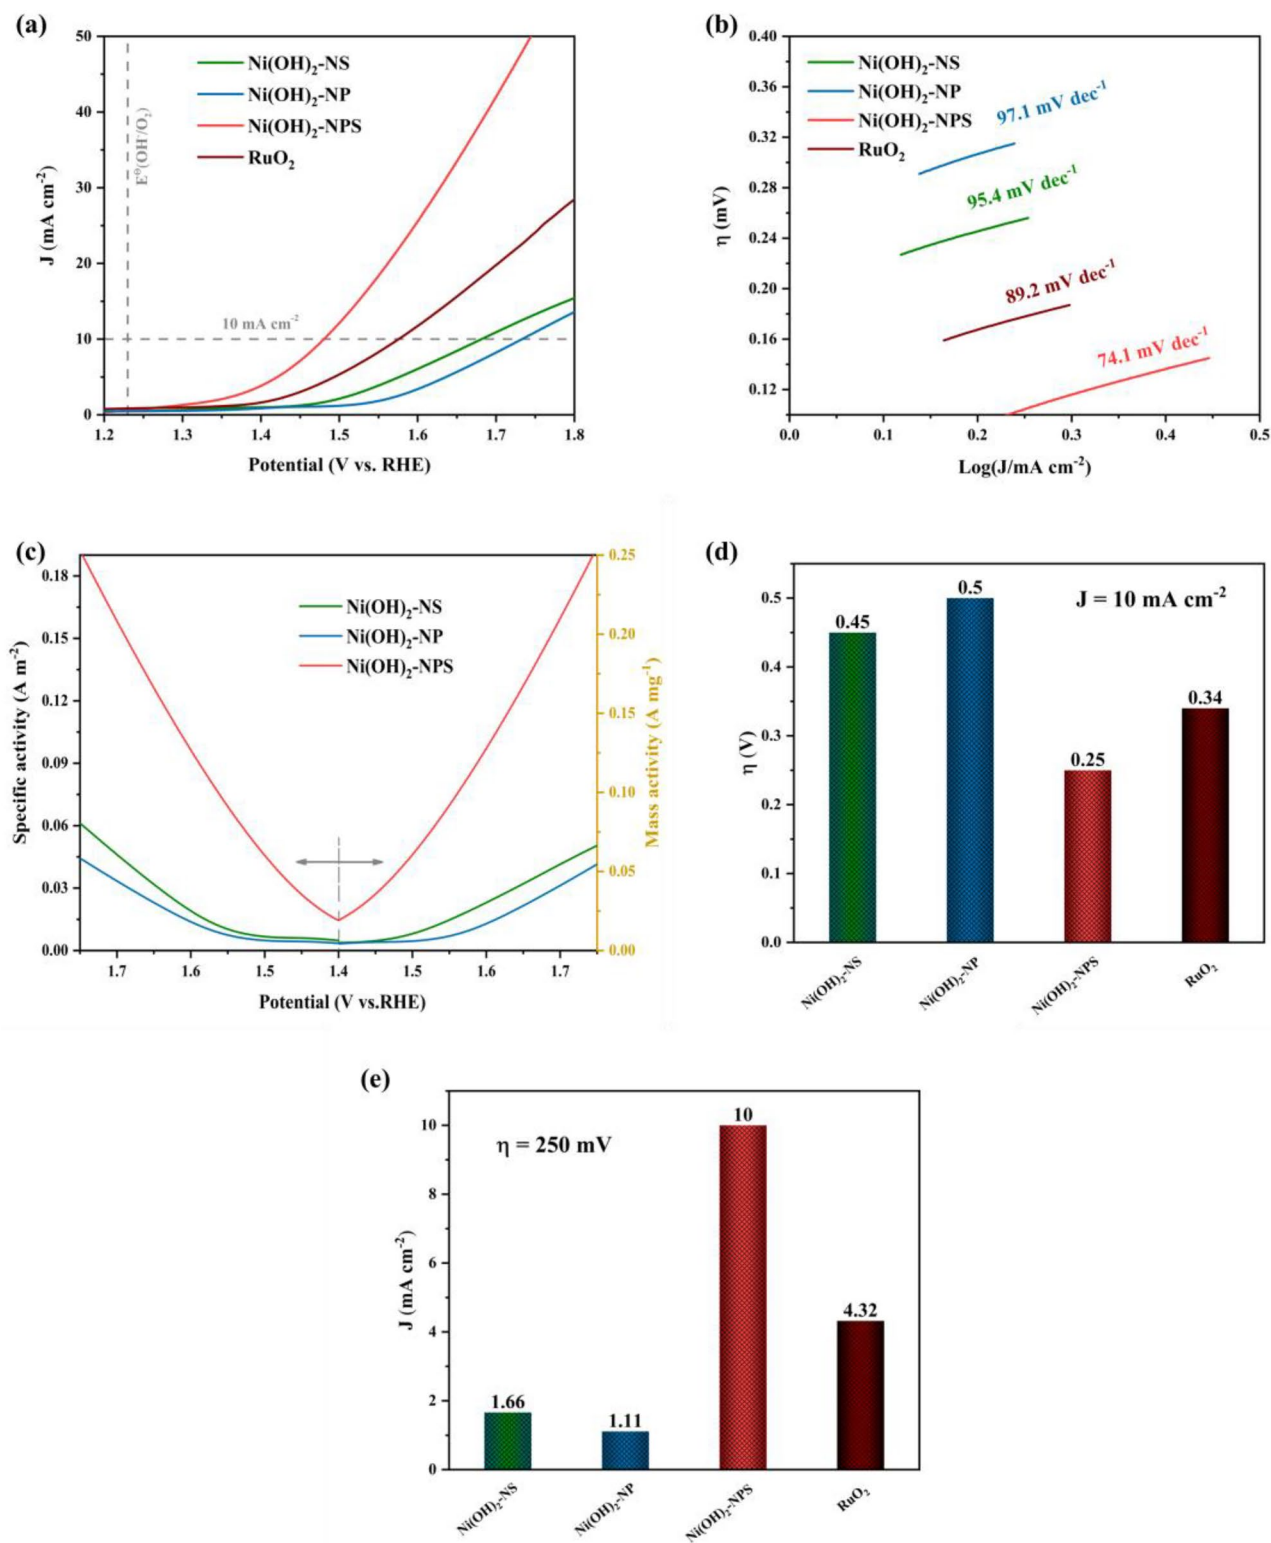 (a)
50
40
30
20
10
0
J (mA cm⁻²)
Ni(OH)₂-NS
Ni(OH)₂-NP
Ni(OH)₂-NPS
RuO₂
E⁰(OH⁻/O₂)
10 mA cm⁻²
1.2 1.3 1.4 1.5 1.6 1.7 1.8
Potential (V vs. RHE)
(b)
0.40
0.36
0.32
0.28
0.24
0.20
0.16
0.12
η (mV)
Ni(OH)₂-NS
Ni(OH)₂-NP
Ni(OH)₂-NPS
RuO₂
97.1 mV dec⁻¹
95.4 mV dec⁻¹
89.2 mV dec⁻¹
74.1 mV dec⁻¹
0.0 0.1 0.2 0.3 0.4 0.5
Log(J/mA cm⁻²)
(c)
0.18
0.15
0.12
0.09
0.06
0.03
0.00
Specific activity (A m⁻²)
Ni(OH)₂-NS
Ni(OH)₂-NP
Ni(OH)₂-NPS
0.25
0.20
0.15
0.10
0.05
0.00
Mass activity (A mg⁻¹)
1.7 1.6 1.5 1.4 1.5 1.6 1.7
Potential (V vs.RHE)
(d)
0.5
0.4
0.3
0.2
0.1
0.0
η (V)
J = 10 mA cm⁻²
0.45
0.5
0.25
0.34
Ni(OH)₂-NS
Ni(OH)₂-NP
Ni(OH)₂-NPS
RuO₂
(e)
10
8
6
4
2
0
J (mA cm⁻²)
η = 250 mV
1.66
1.11
10
4.32
Ni(OH)₂-NS
Ni(OH)₂-NP
Ni(OH)₂-NPS
RuO₂